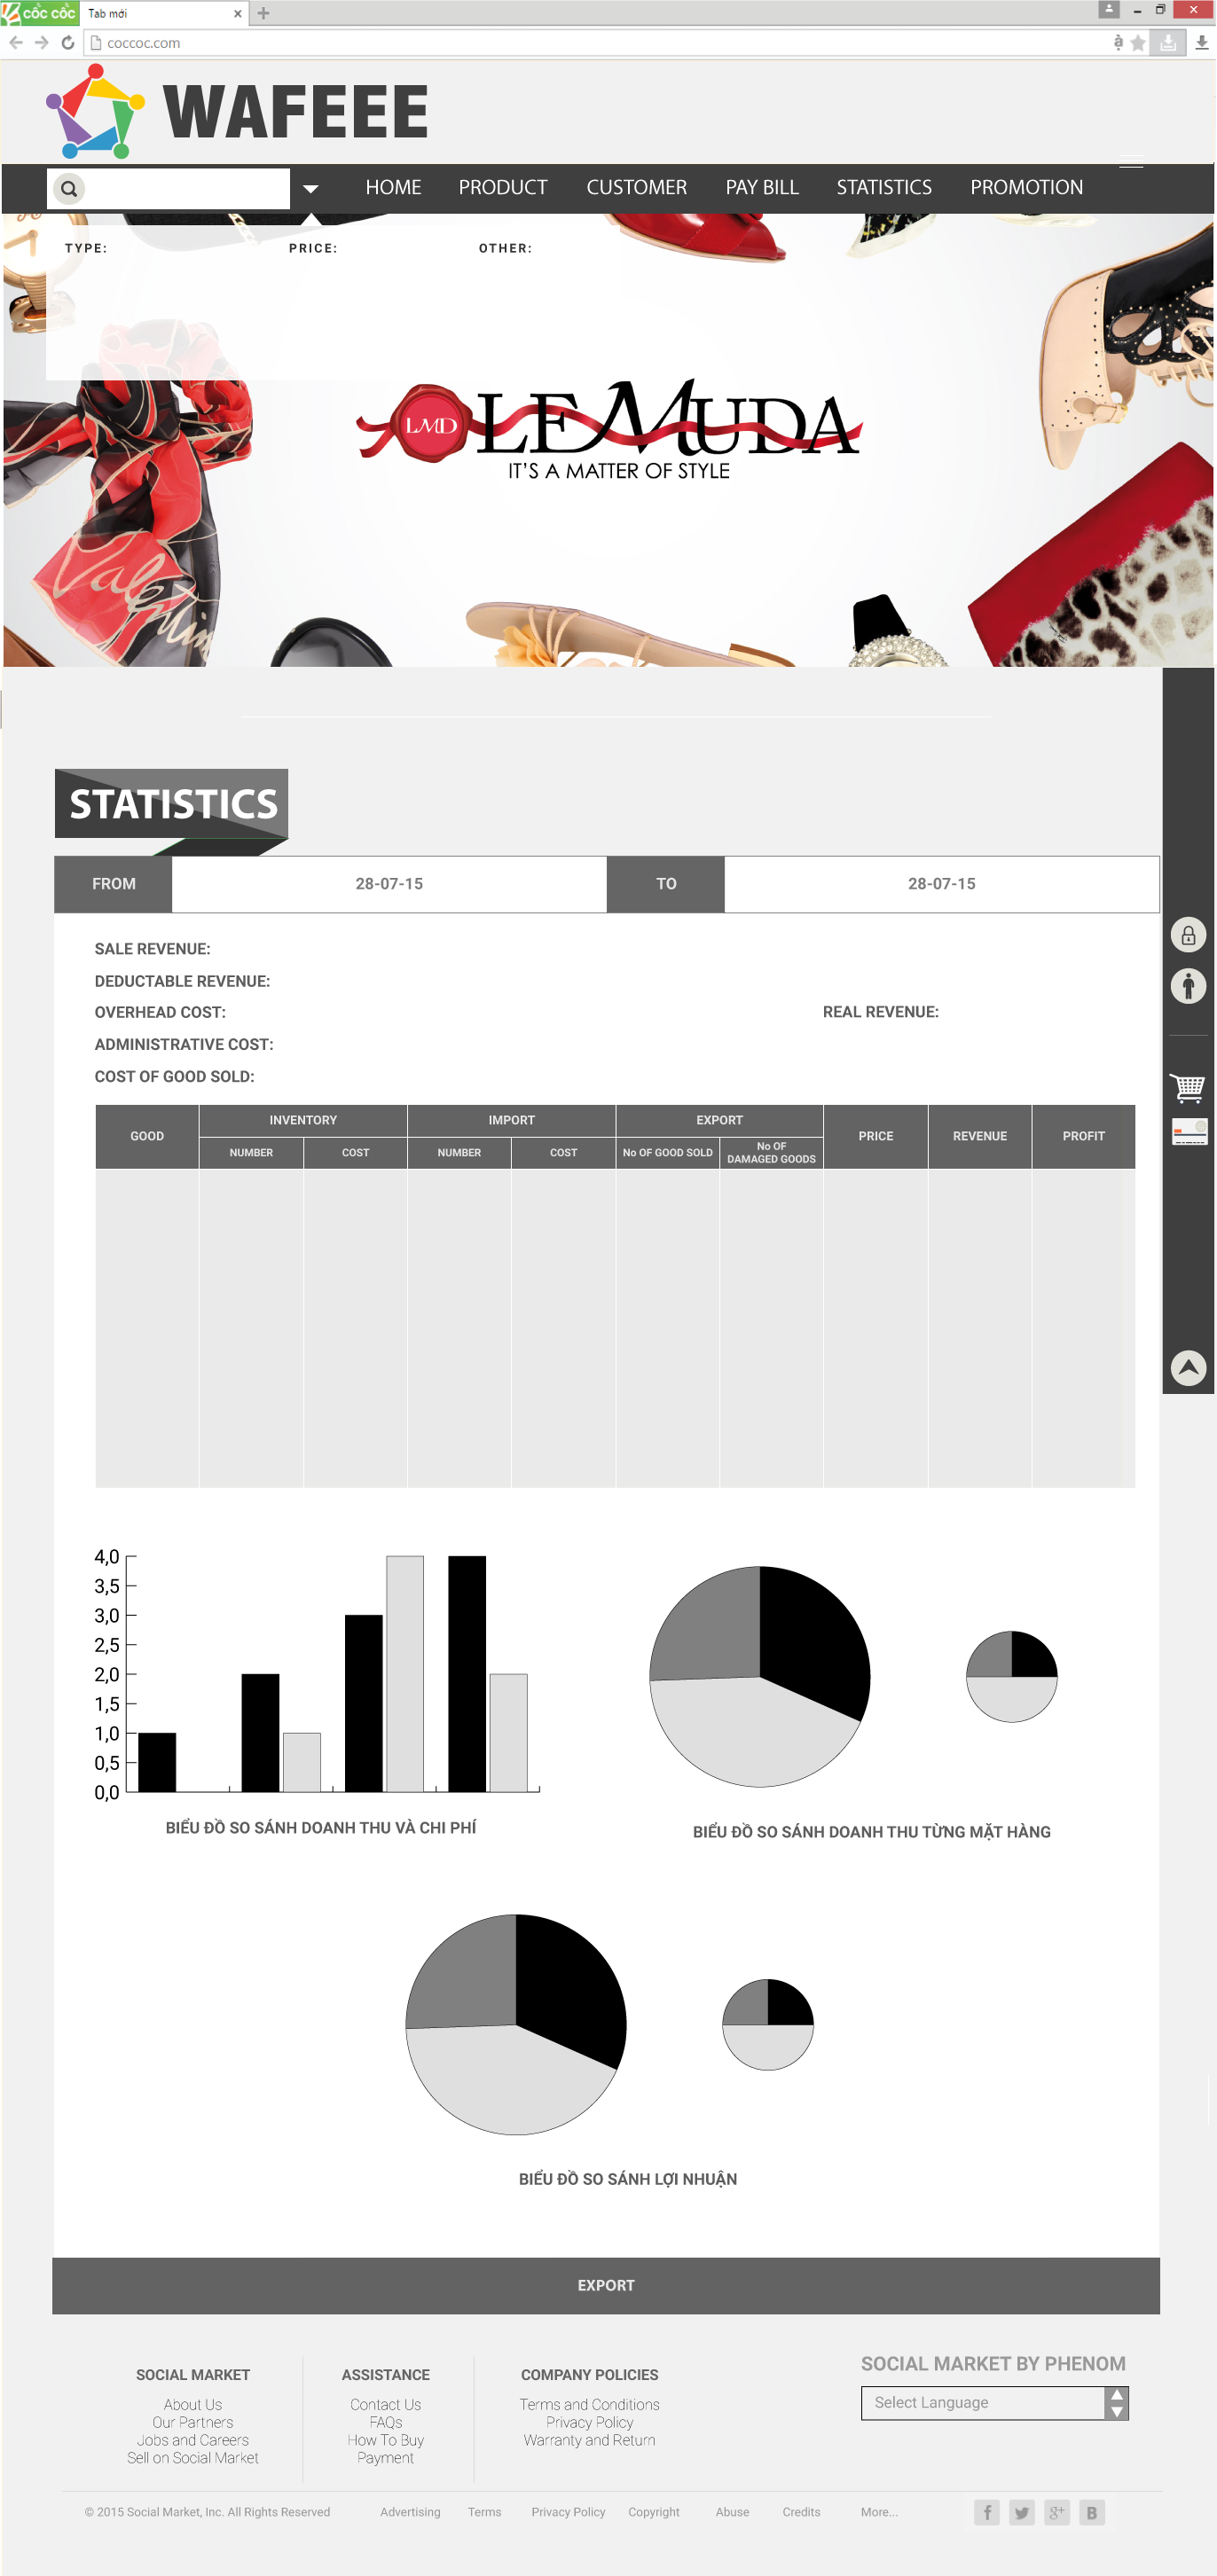 cốc cốc
Tab mới
coccoc.com
WAFEEE
HOME PRODUCT CUSTOMER PAY BILL STATISTICS PROMOTION
TYPE: PRICE: OTHER:
LMD LEMUDA
IT'S A MATTER OF STYLE
Valentin
STATISTICS
FROM 28-07-15 TO 28-07-15
SALE REVENUE:
DEDUCTABLE REVENUE:
OVERHEAD COST: REAL REVENUE:
ADMINISTRATIVE COST:
COST OF GOOD SOLD:
GOOD INVENTORY IMPORT EXPORT PRICE REVENUE PROFIT
NUMBER COST NUMBER COST No OF GOOD SOLD No OF
DAMAGED GOODS
4,0
3,5
3,0
2,5
2,0
1,5
1,0
0,5
0,0
BIỂU ĐỒ SO SÁNH DOANH THU VÀ CHI PHÍ
BIỂU ĐỒ SO SÁNH DOANH THU TỪNG MẶT HÀNG
BIỂU ĐỒ SO SÁNH LỢI NHUẬN
EXPORT
SOCIAL MARKET
About Us
Our Partners
Jobs and Careers
Sell on Social Market
ASSISTANCE
Contact Us
FAQs
How To Buy
Payment
COMPANY POLICIES
Terms and Conditions
Privacy Policy
Warranty and Return
SOCIAL MARKET BY PHENOM
Select Language
© 2015 Social Market, Inc. All Rights Reserved Advertising Terms Privacy Policy Copyright Abuse Credits More...
f g+ B